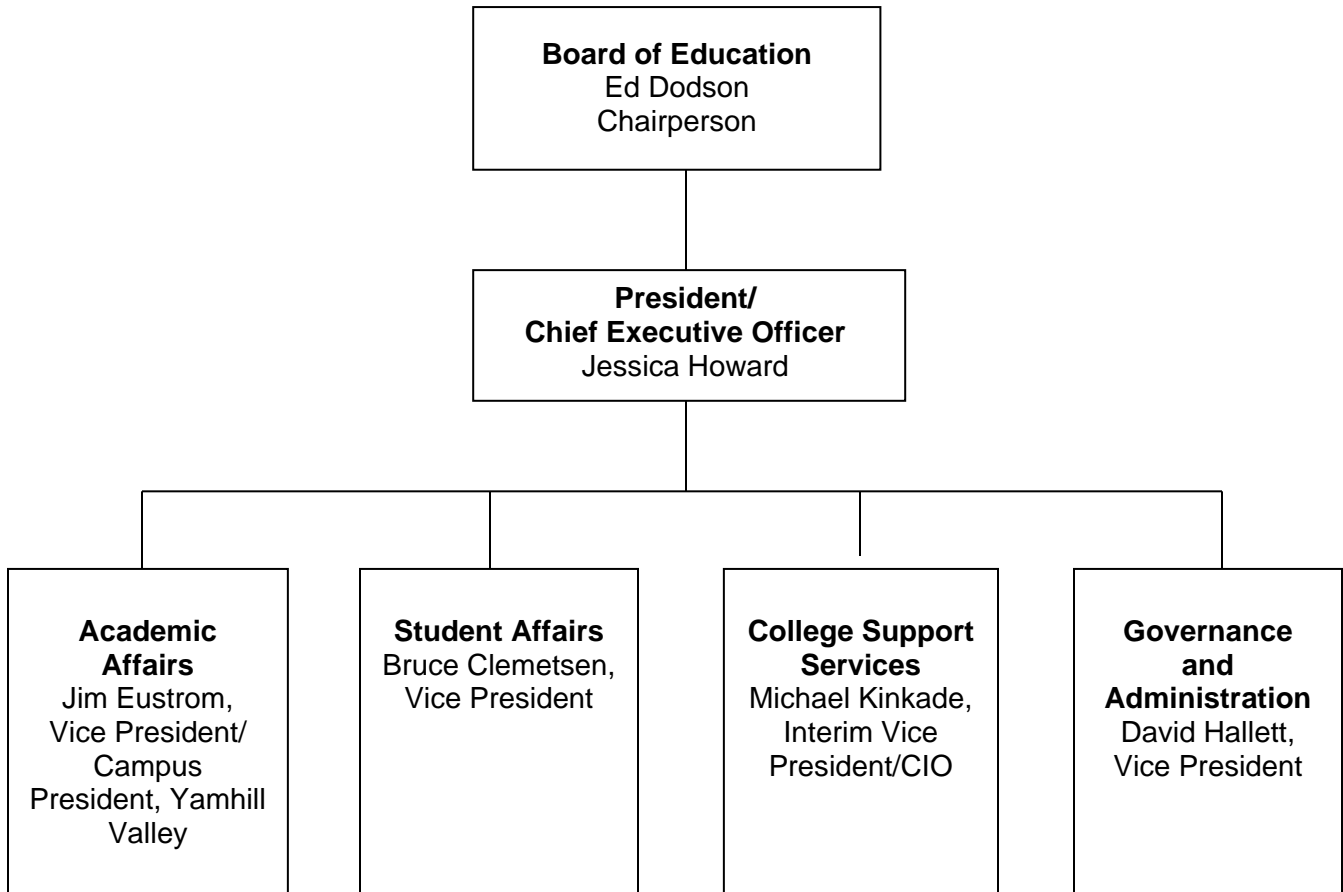 Board of Education
Ed Dodson
Chairperson
President/
Chief Executive Officer
Jessica Howard
Academic
Affairs
Jim Eustrom,
Vice President/
Campus
President, Yamhill
Valley
Student Affairs
Bruce Clemetsen,
Vice President
College Support
Services
Michael Kinkade,
Interim Vice
President/CIO
Governance
and
Administration
David Hallett,
Vice President